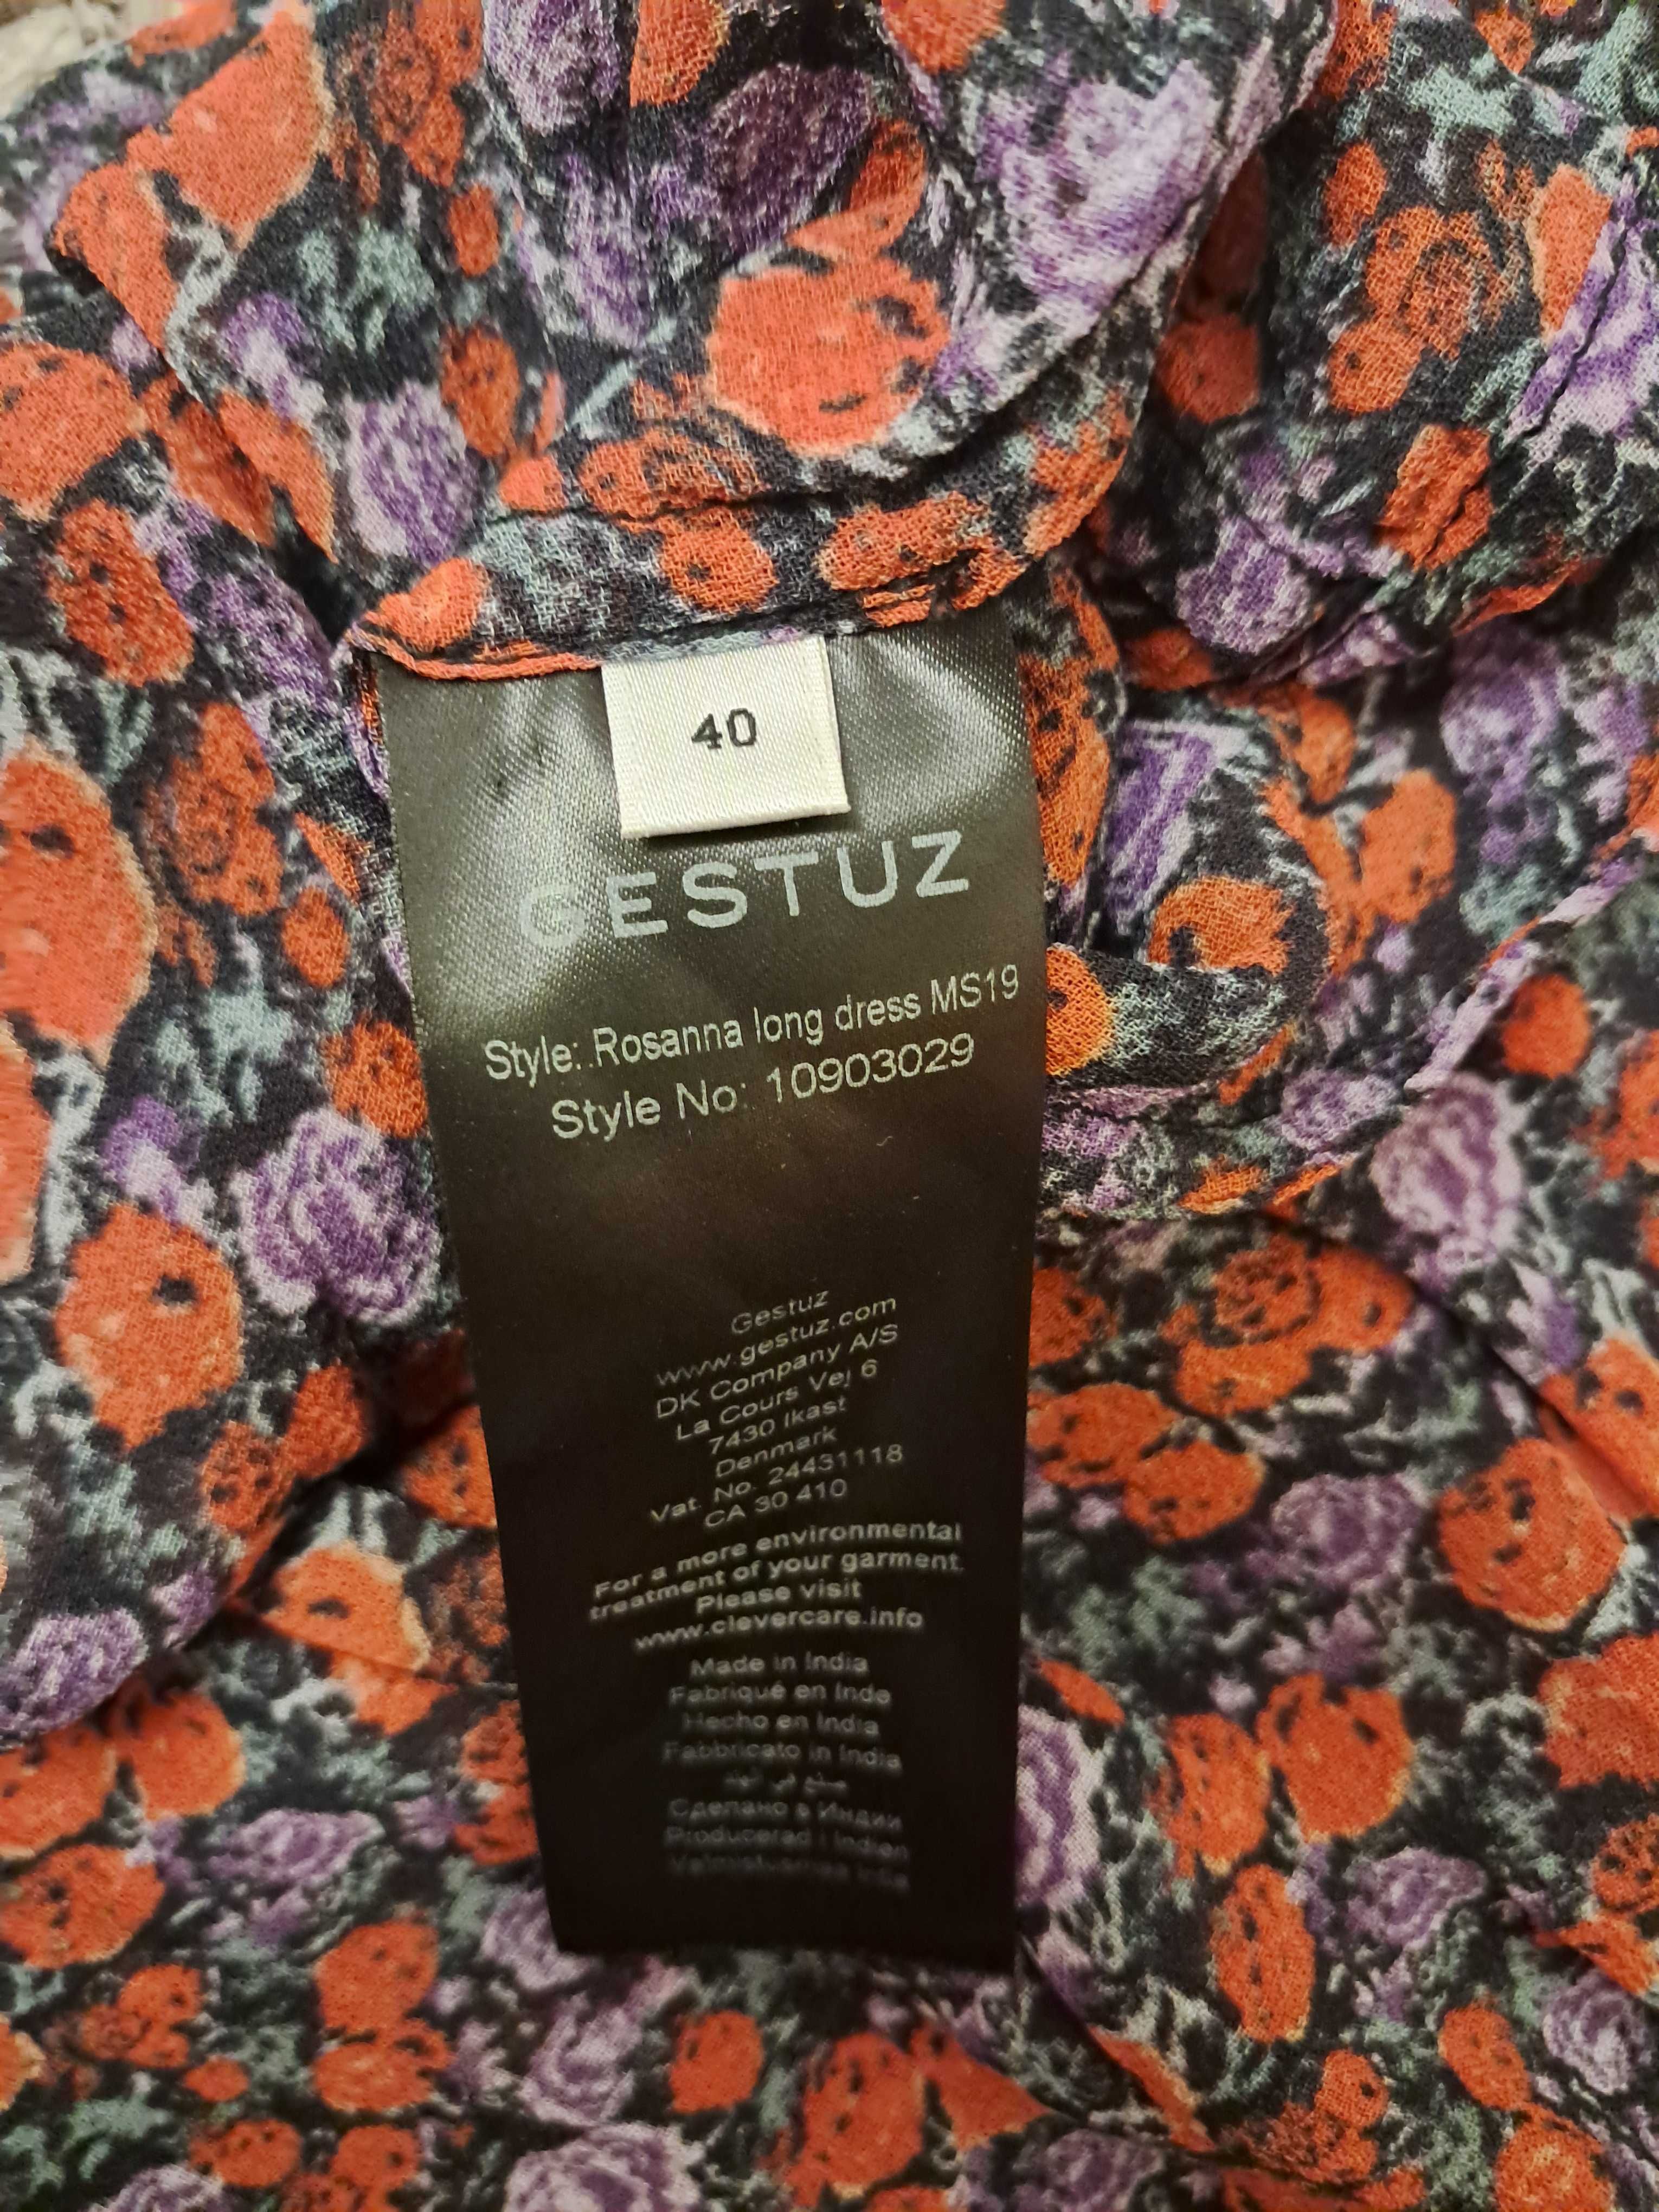 40
GESTUZ
Style: Rosanna long dress MS19
Style No: 10903029
Gestuz
www.gestuz.com
DK Company A/S
La Cours Vej 6
7430 Ikast
Denmark
Vat. No. 24431118
CA 30 410
For a more environmental
treatment of your garment.
Please visit
www.clevercare.info
Made in India
Fabriqué en Inde
Hecho en India
Fabbricato in India
صنع في الهند
Сделано в Индии
Producerad i Indien